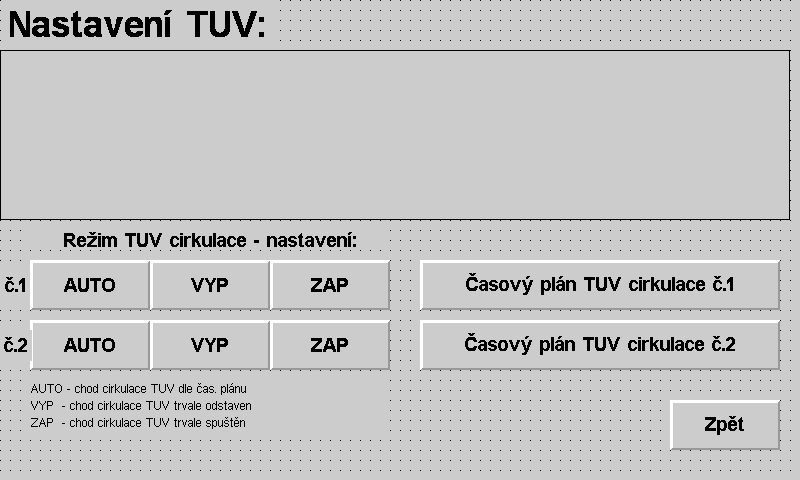 Nastavení TUV:
Režim TUV cirkulace - nastavení:
č.1 AUTO VYP ZAP Časový plán TUV cirkulace č.1
č.2 AUTO VYP ZAP Časový plán TUV cirkulace č.2
AUTO - chod cirkulace TUV dle čas. plánu
VYP - chod cirkulace TUV trvale odstaven
ZAP - chod cirkulace TUV trvale spuštěn
Zpět